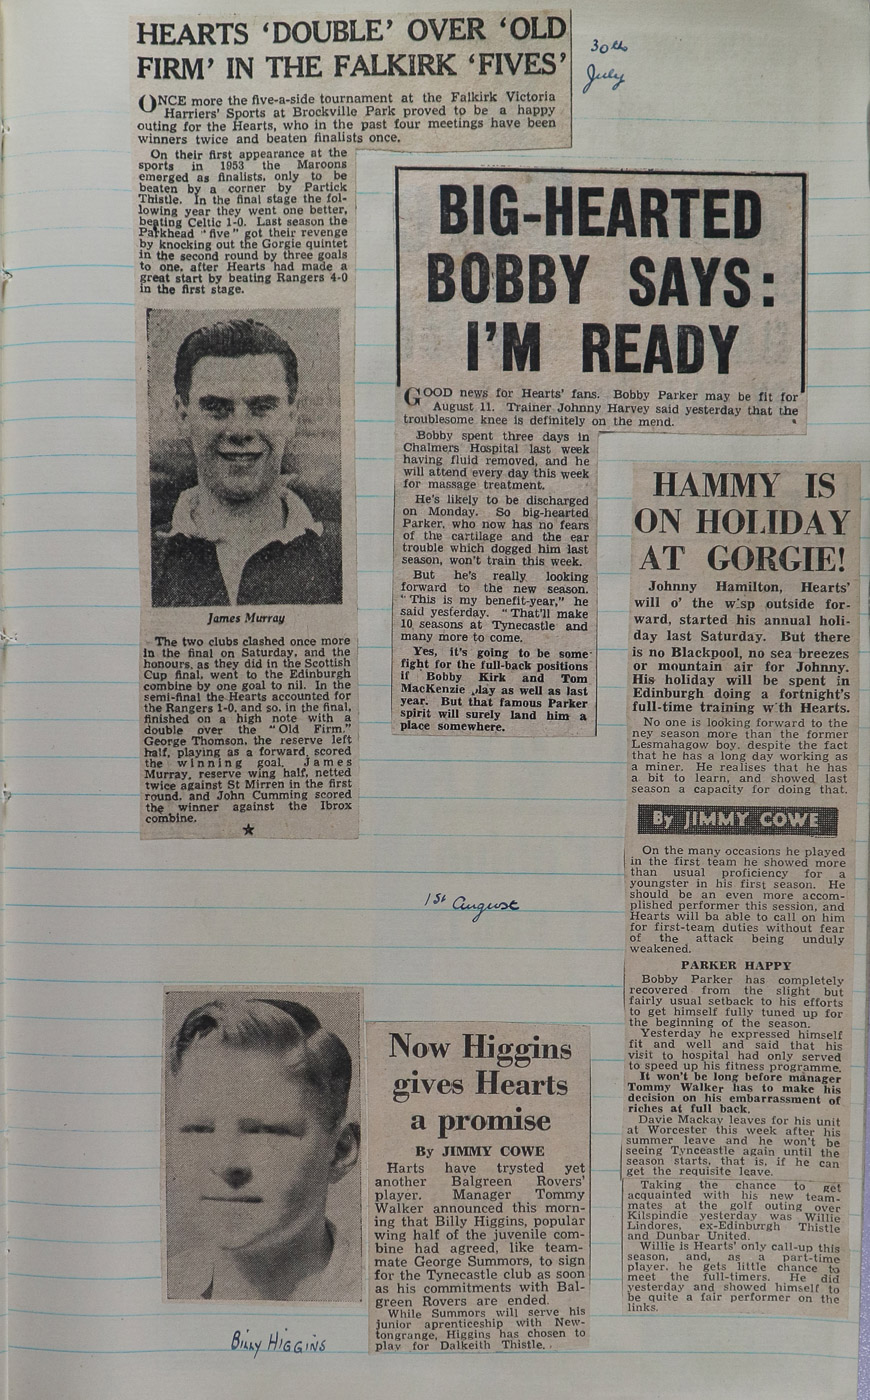 HEARTS ‘DOUBLE’ OVER ‘OLD
FIRM’ IN THE FALKIRK ‘FIVES’
ONCE more the five-a-side tournament at the Falkirk Victoria
Harriers' Sports at Brockville Park proved to be a happy
outing for the Hearts, who in the past four meetings have been
winners twice and beaten finalists once.
On their first appearance at the
sports in 1953 the Maroons
emerged as finalists, only to be
beaten by a corner by Partick
Thistle. In the final stage the fol-
lowing year they went one better,
beating Celtic 1-0. Last season the
Parkhead "five" got their revenge
by knocking out the Gorgie quintet
in the second round by three goals
to one, after Hearts had made a
great start by beating Rangers 4-0
in the first stage.
James Murray
The two clubs clashed once more
in the final on Saturday, and the
honours, as they did in the Scottish
Cup final, went to the Edinburgh
combine by one goal to nil. In the
semi-final the Hearts accounted for
the Rangers 1-0, and so, in the final,
finished on a high note with a
double over the "Old Firm."
George Thomson, the reserve left
half, playing as a forward, scored
the winning goal. James
Murray, reserve wing half, netted
twice against St Mirren in the first
round, and John Cumming scored
the winner against the Ibrox
combine.
★
30th
July
BIG-HEARTED
BOBBY SAYS:
I'M READY
GOOD news for Hearts' fans. Bobby Parker may be fit for
August 11. Trainer Johnny Harvey said yesterday that the
troublesome knee is definitely on the mend.
Bobby spent three days in
Chalmers Hospital last week
having fluid removed, and he
will attend every day this week
for massage treatment.
He's likely to be discharged
on Monday. So big-hearted
Parker, who now has no fears
of the cartilage and the ear
trouble which dogged him last
season, won't train this week.
But he's really looking
forward to the new season.
"This is my benefit-year," he
said yesterday. "That'll make
10 seasons at Tynecastle and
many more to come.
Yes, it's going to be some
fight for the full-back positions
if Bobby Kirk and Tom
MacKenzie play as well as last
year. But that famous Parker
spirit will surely land him a
place somewhere.
HAMMY IS
ON HOLIDAY
AT GORGIE!
Johnny Hamilton, Hearts'
will o' the wisp outside for-
ward, started his annual holi-
day last Saturday. But there
is no Blackpool, no sea breezes
or mountain air for Johnny.
His holiday will be spent in
Edinburgh doing a fortnight's
full-time training with Hearts.
No one is looking forward to the
ney season more than the former
Lesmahagow boy, despite the fact
that he has a long day working as
a miner. He realises that he has
a bit to learn, and showed last
season a capacity for doing that.
By JIMMY COWE
On the many occasions he played
in the first team he showed more
than usual proficiency for a
youngster in his first season. He
should be an even more accom-
plished performer this session, and
Hearts will ba able to call on him
for first-team duties without fear
of the attack being unduly
weakened.
PARKER HAPPY
Bobby Parker has completely
recovered from the slight but
fairly usual setback to his efforts
to get himself fully tuned up for
the beginning of the season.
Yesterday he expressed himself
fit and well and said that his
visit to hospital had only served
to speed up his fitness programme.
It won't be long before manager
Tommy Walker has to make his
decision on his embarrassment of
riches at full back.
Davie Mackay leaves for his unit
at Worcester this week after his
summer leave and he won't be
seeing Tynceastle again until the
season starts, that is, if he can
get the requisite leave.
Taking the chance to get
acquainted with his new team-
mates at the golf outing over
Kilspindie yesterday was Willie
Lindores, ex-Edinburgh Thistle
and Dunbar United.
Willie is Hearts' only call-up this
season, and, as a part-time
player, he gets little chance to
meet the full-timers. He did
yesterday and showed himself to
be quite a fair performer on the
links.
1st August
Billy HIGGINS
Now Higgins
gives Hearts
a promise
By JIMMY COWE
Harts have trysted yet
another Balgreen Rovers'
player. Manager Tommy
Walker announced this morn-
ing that Billy Higgins, popular
wing half of the juvenile com-
bine had agreed, like team-
mate George Summors, to sign
for the Tynecastle club as soon
as his commitments with Bal-
green Rovers are ended.
While Summors will serve his
junior apprenticeship with New-
tongrange, Higgins has chosen to
play for Dalkeith Thistle.